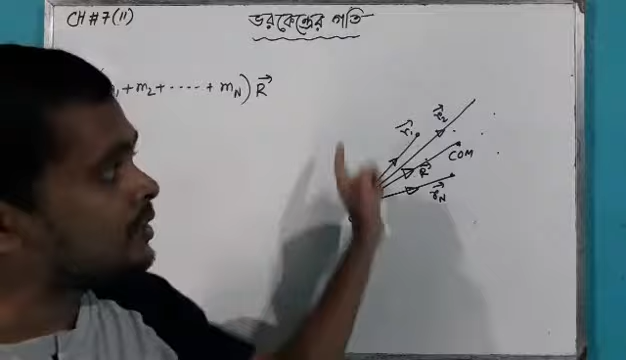 CH#7(11)
ভরকেন্দ্রের গতি
+ m₂ + ···· + m_N) R⃗
r⃗₁
r⃗₂
COM
R⃗
r⃗_N